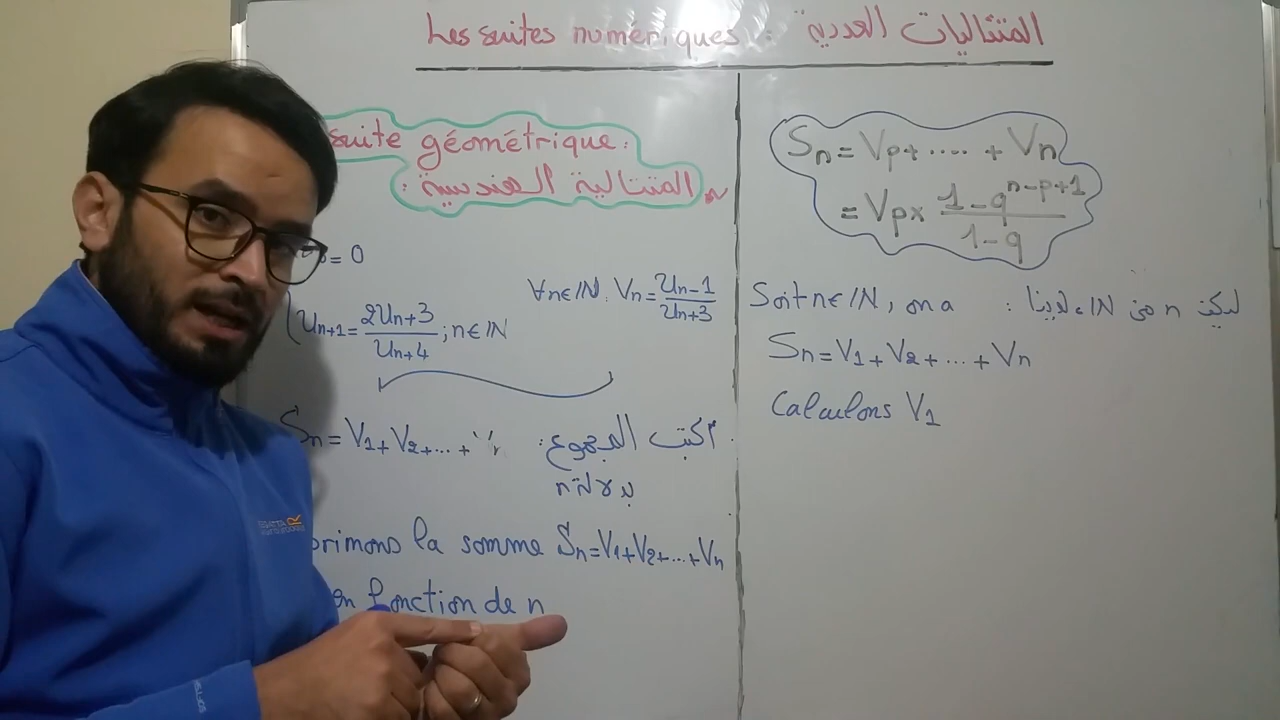 Les suites numériques : المتتاليات العددية
suite géométrique :
المتتالية الهندسية :
= 0
Un+1 = 2Un+3 / Un+4 ; n ∈ IN
∀n∈IN. Vn = Un-1 / Un+3
Sn = V1 + V2 + ... +
اكتب المجموع :
بدلالة n
primons la somme Sn = V1+V2+...+Vn
en fonction de n
Sn = Vp + .... + Vn
= Vp x 1-q^n-p+1 / 1-q
Soit n∈IN, on a : ليكن n من IN، لدينا
Sn = V1 + V2 + ... + Vn
Calculons V1
REGATTA